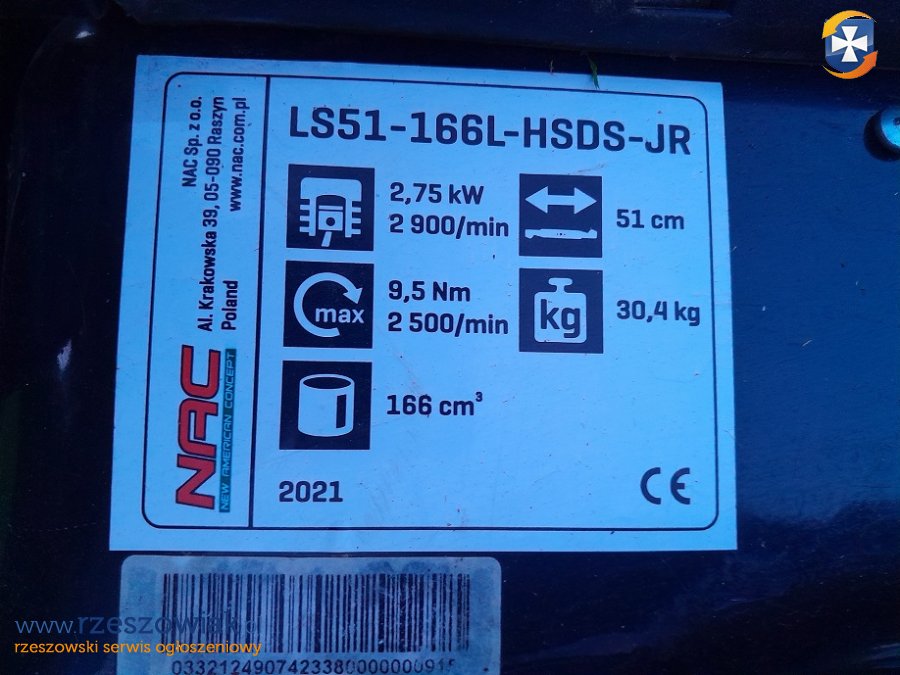 NAC Sp. z o.o.
Al. Krakowska 39, 05-090 Raszyn
Poland www.nac.com.pl
NAC
NEW AMERICAN CONCEPT
LS51-166L-HSDS-JR
2,75 kW
2 900/min
51 cm
max
9,5 Nm
2 500/min
kg
30,4 kg
166 cm³
2021
CE
www.rzeszowiak.pl
rzeszowski serwis ogłoszeniowy